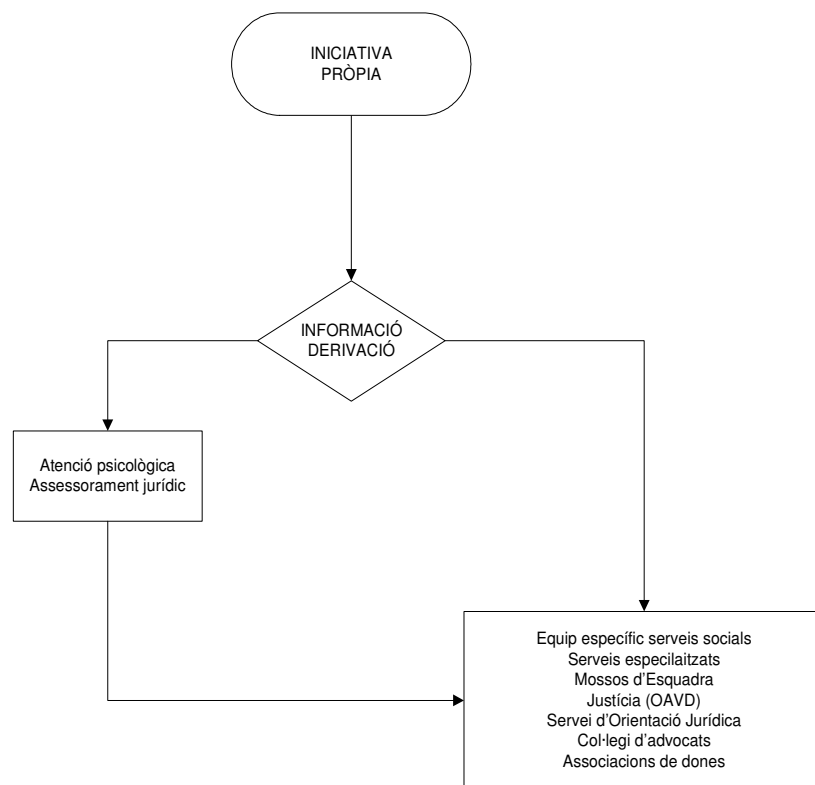 INICIATIVA
PRÒPIA
INFORMACIÓ
DERIVACIÓ
Atenció psicològica
Assessorament jurídic
Equip específic serveis socials
Serveis especilaitzats
Mossos d'Esquadra
Justícia (OAVD)
Servei d'Orientació Jurídica
Col·legi d'advocats
Associacions de dones